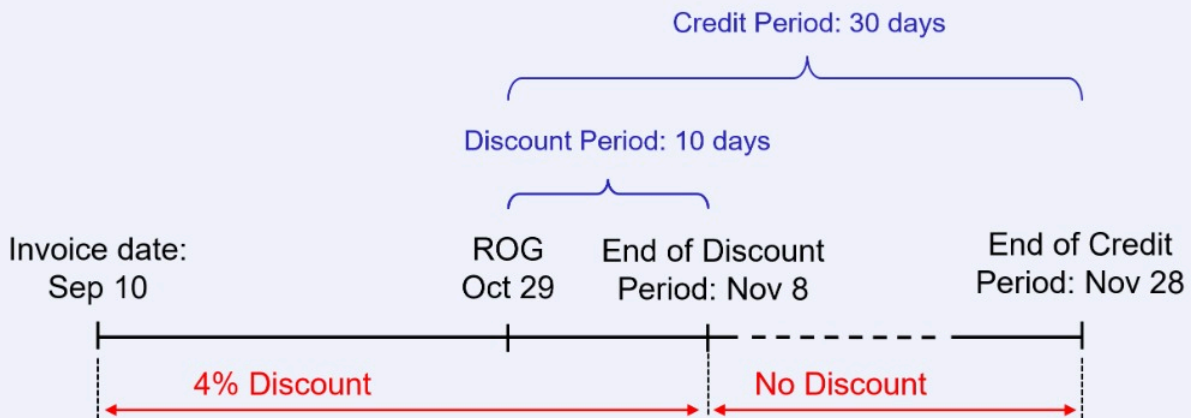 Credit Period: 30 days
Discount Period: 10 days
Invoice date:
Sep 10
ROG
Oct 29
End of Discount
Period: Nov 8
End of Credit
Period: Nov 28
4% Discount
No Discount